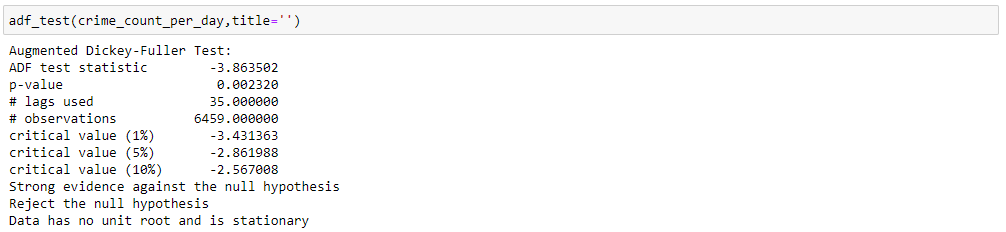 adf_test(crime_count_per_day,title='')
Augmented Dickey-Fuller Test:
ADF test statistic -3.863502
p-value 0.002320
# lags used 35.000000
# observations 6459.000000
critical value (1%) -3.431363
critical value (5%) -2.861988
critical value (10%) -2.567008
Strong evidence against the null hypothesis
Reject the null hypothesis
Data has no unit root and is stationary